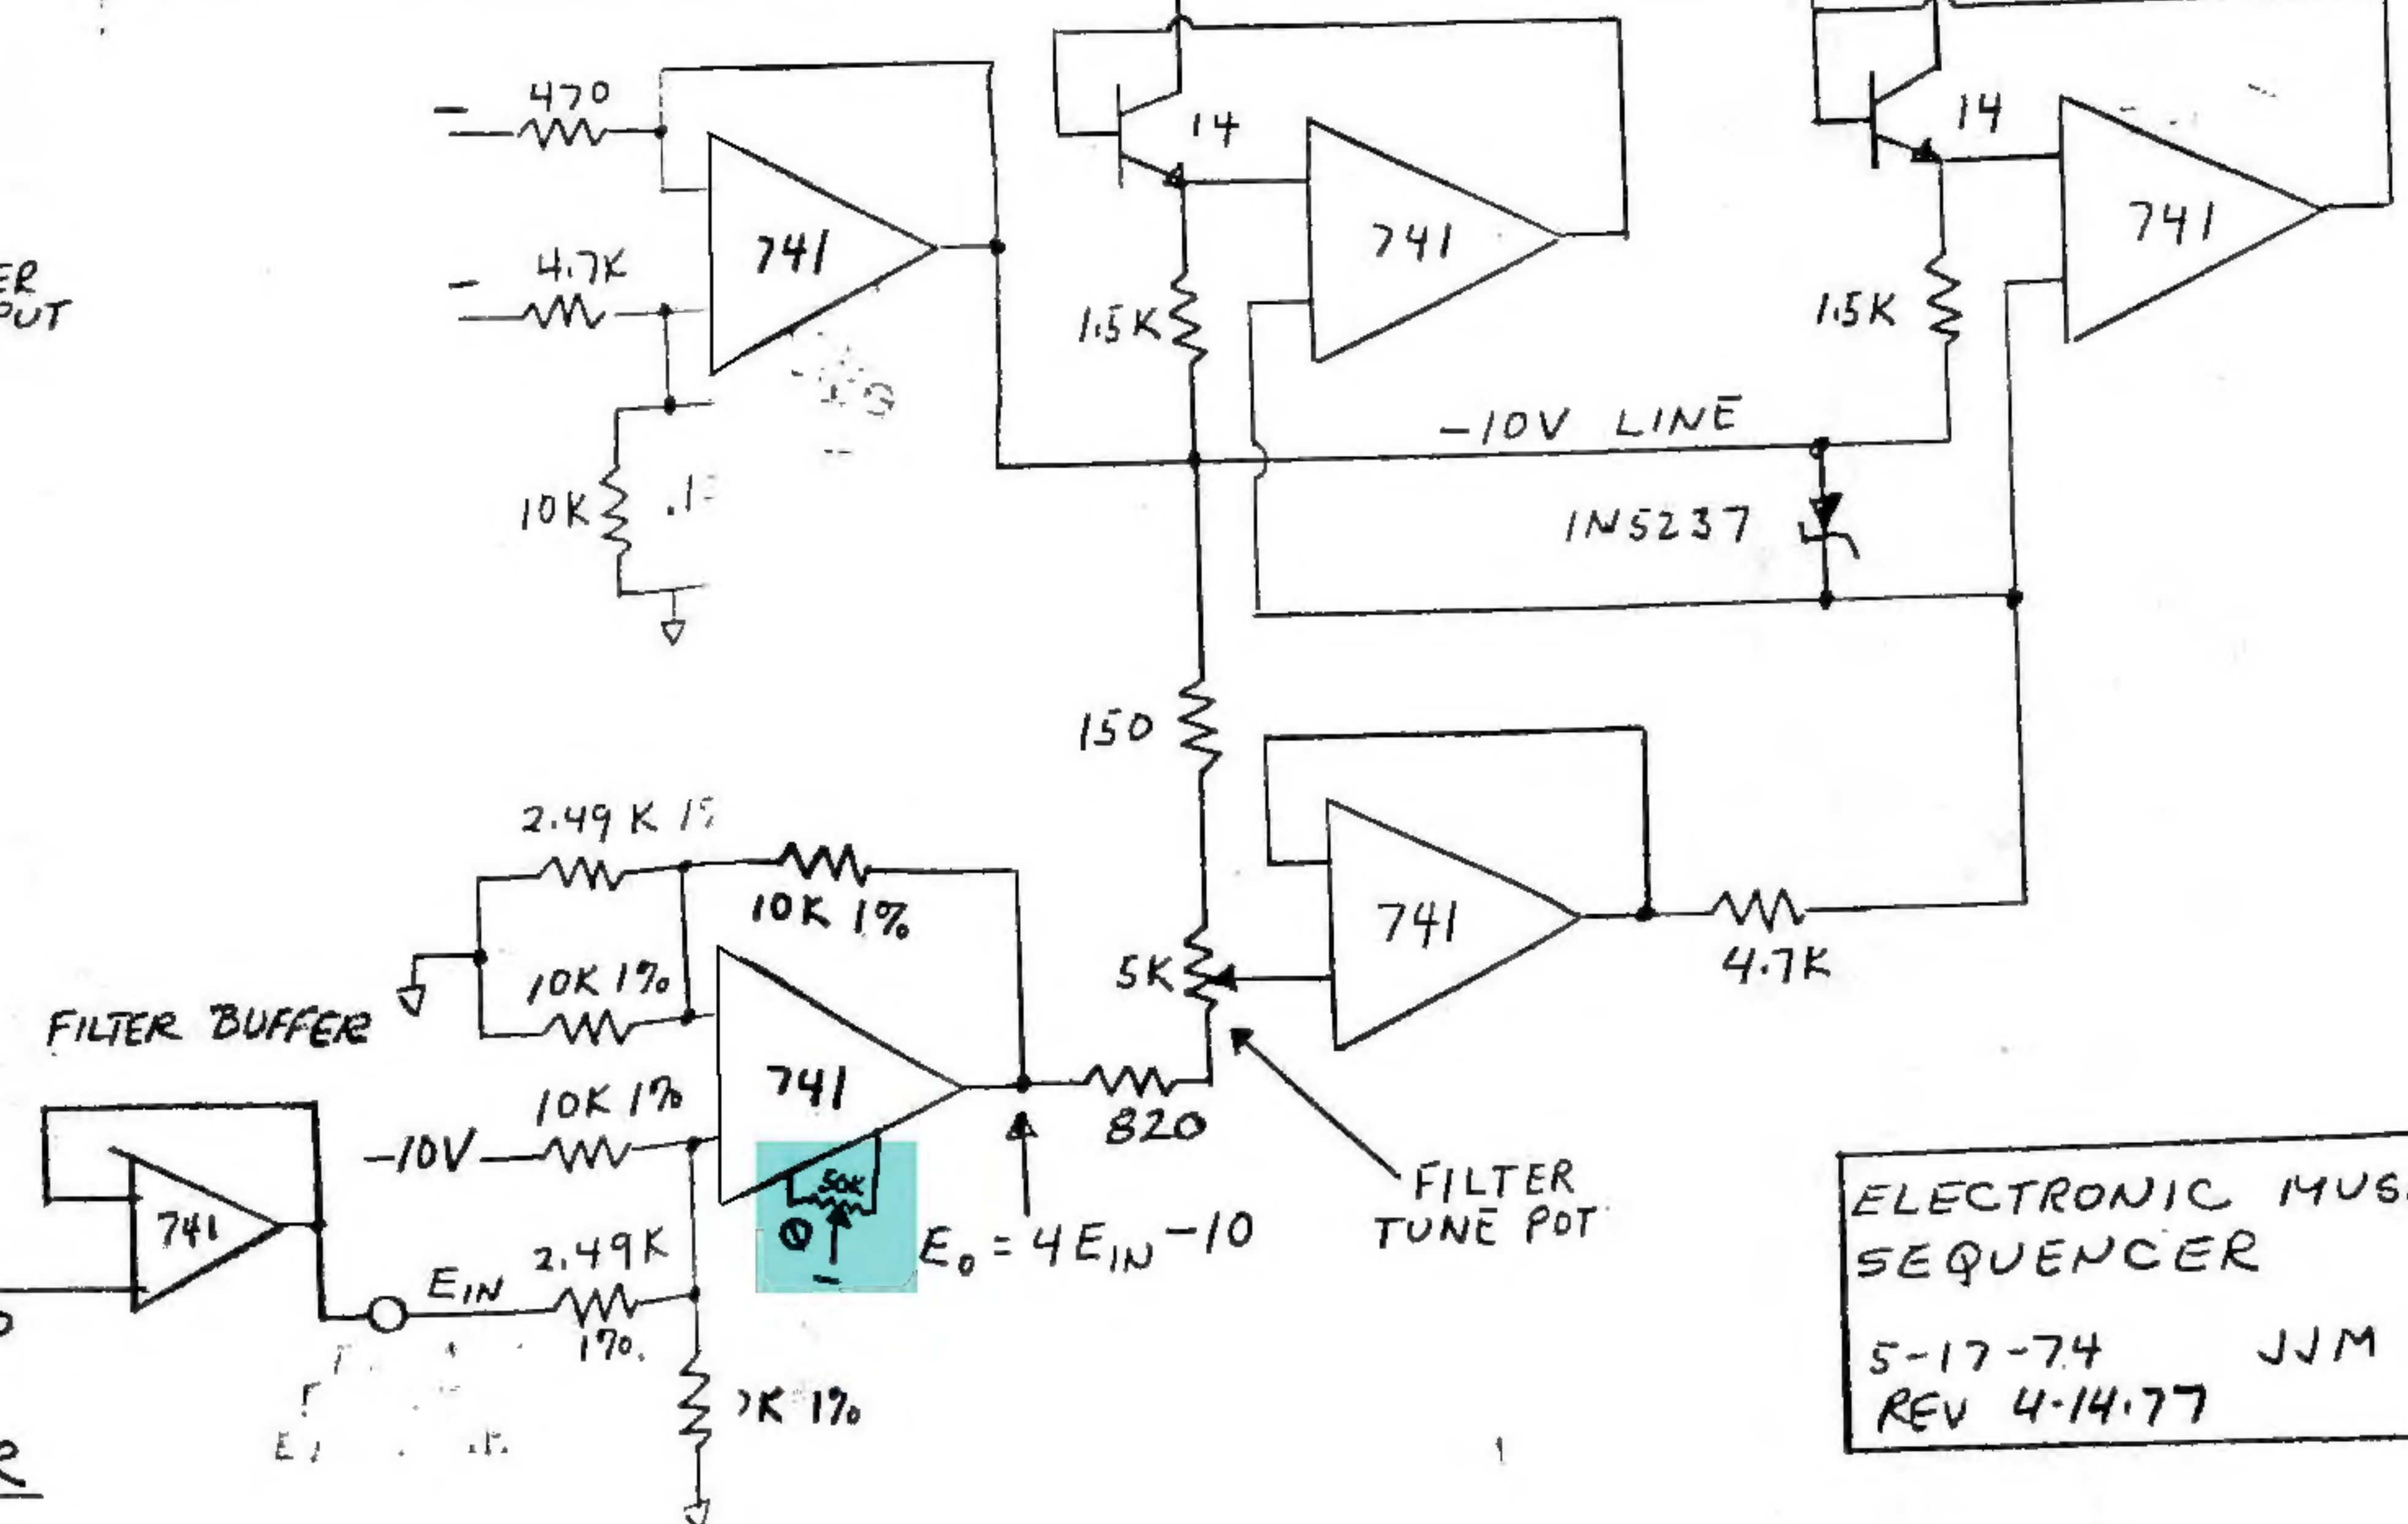 470
4.7K
741
10K
14
741
1.5K
14
741
1.5K
-10V LINE
1N5237
150
2.49 K
10K 1%
10K 1%
FILTER BUFFER
10K 1%
-10V
741
50K
741
EIN
2.49K
1%
K 1%
E0 = 4EIN -10
820
5K
741
4.7K
FILTER
TUNE POT
ELECTRONIC
SEQUENCER
5-17-74 JJM
REV 4-14-77